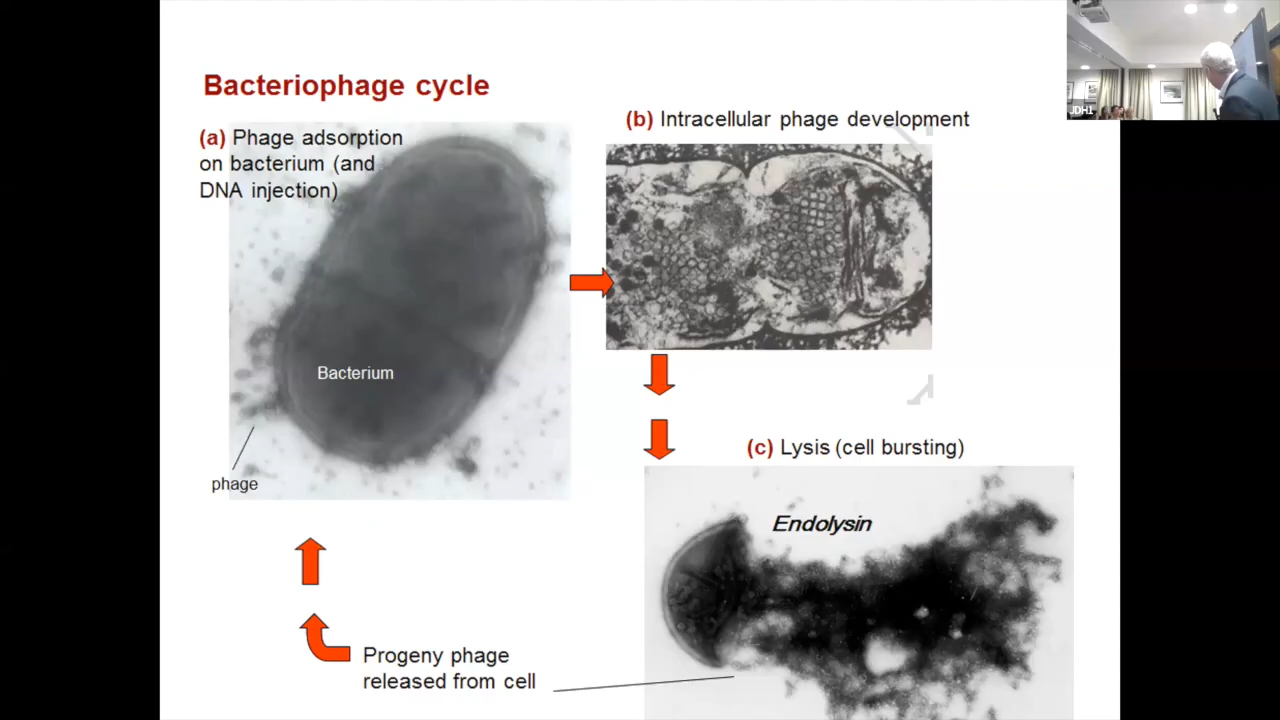 Bacteriophage cycle
(a) Phage adsorption
on bacterium (and
DNA injection)
Bacterium
phage
(b) Intracellular phage development
(c) Lysis (cell bursting)
Endolysin
Progeny phage
released from cell
JDH1